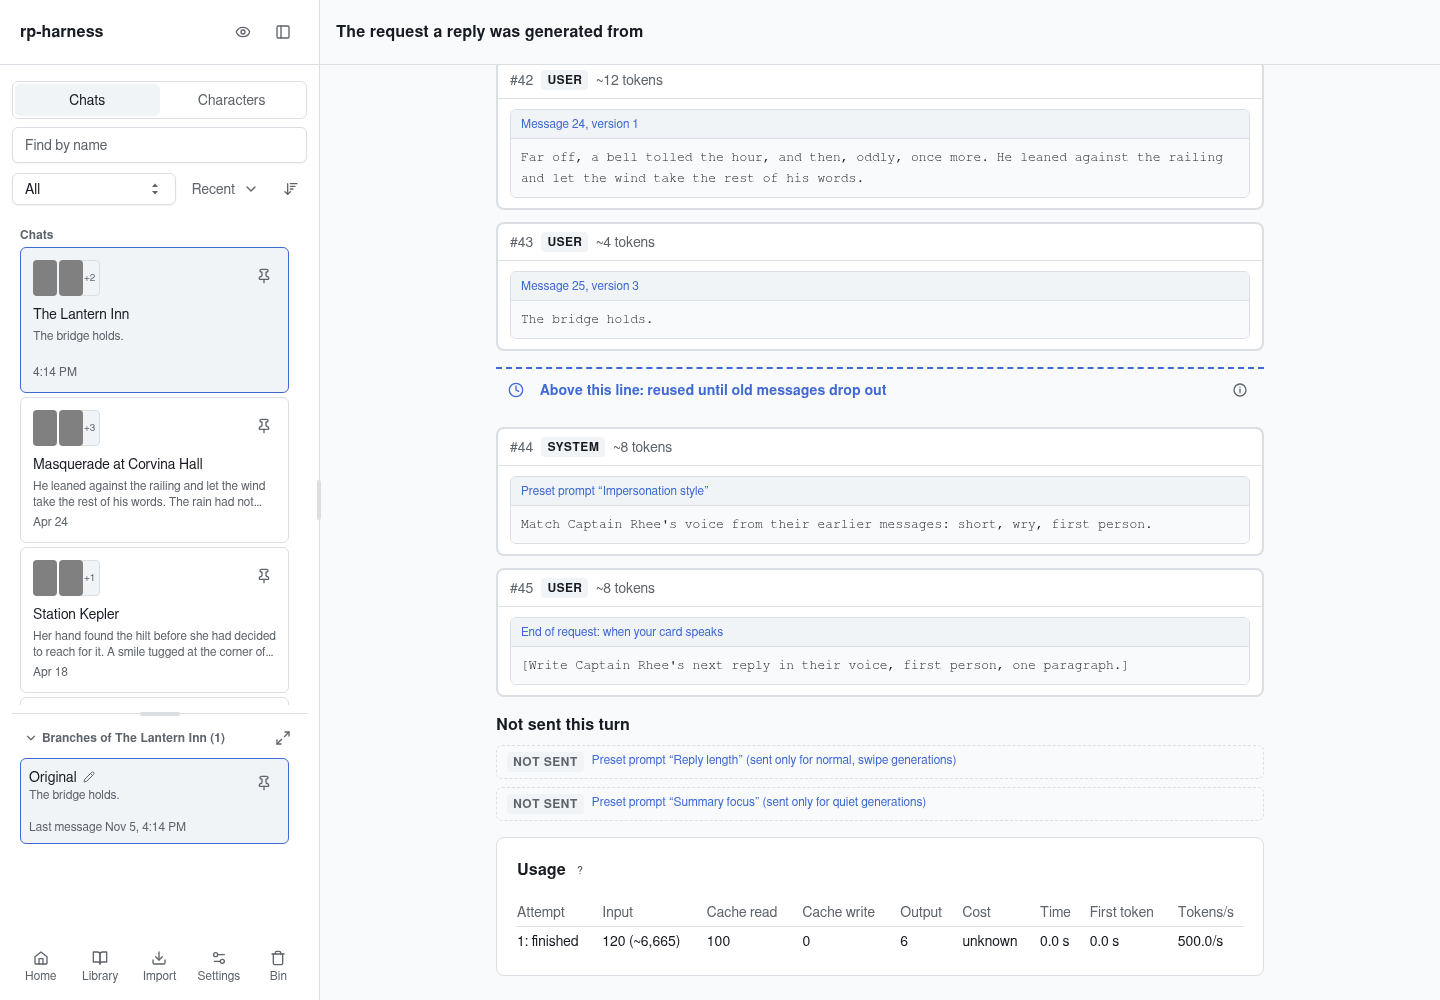 rp-harness
The request a reply was generated from
Chats
Characters
Find by name
All
Recent
Chats
+2
The Lantern Inn
The bridge holds.
4:14 PM
+3
Masquerade at Corvina Hall
He leaned against the railing and let the wind
take the rest of his words. The rain had not…
Apr 24
+1
Station Kepler
Her hand found the hilt before she had decided
to reach for it. A smile tugged at the corner of…
Apr 18
Branches of The Lantern Inn (1)
Original
The bridge holds.
Last message Nov 5, 4:14 PM
Home
Library
Import
Settings
Bin
#42 USER ~12 tokens
Message 24, version 1
Far off, a bell tolled the hour, and then, oddly, once more. He leaned against the railing
and let the wind take the rest of his words.
#43 USER ~4 tokens
Message 25, version 3
The bridge holds.
Above this line: reused until old messages drop out
#44 SYSTEM ~8 tokens
Preset prompt “Impersonation style”
Match Captain Rhee's voice from their earlier messages: short, wry, first person.
#45 USER ~8 tokens
End of request: when your card speaks
[Write Captain Rhee's next reply in their voice, first person, one paragraph.]
Not sent this turn
NOT SENT Preset prompt “Reply length” (sent only for normal, swipe generations)
NOT SENT Preset prompt “Summary focus” (sent only for quiet generations)
Usage ?
Attempt Input Cache read Cache write Output Cost Time First token Tokens/s
1: finished 120 (~6,665) 100 0 6 unknown 0.0 s 0.0 s 500.0/s